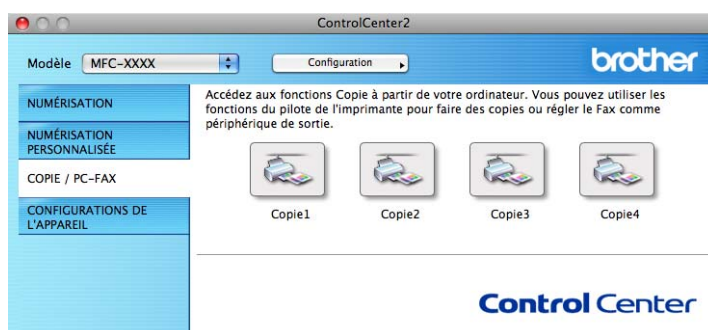 ControlCenter2
Modèle MFC-XXXX Configuration brother
NUMÉRISATION
NUMÉRISATION
PERSONNALISÉE
COPIE / PC-FAX
CONFIGURATIONS DE
L'APPAREIL
Accédez aux fonctions Copie à partir de votre ordinateur. Vous pouvez utiliser les
fonctions du pilote de l'imprimante pour faire des copies ou régler le Fax comme
périphérique de sortie.
Copie1 Copie2 Copie3 Copie4
Control Center